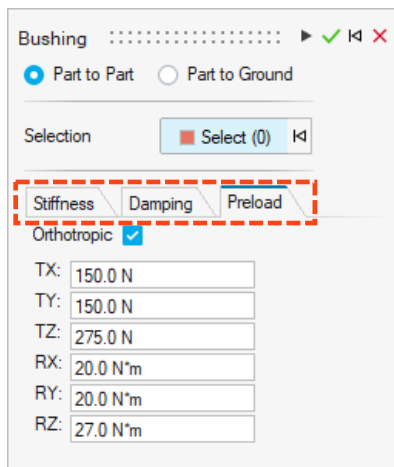 Bushing
Part to Part Part to Ground
Selection Select (0)
Stiffness Damping Preload
Orthotropic
TX: 150.0 N
TY: 150.0 N
TZ: 275.0 N
RX: 20.0 N*m
RY: 20.0 N*m
RZ: 27.0 N*m